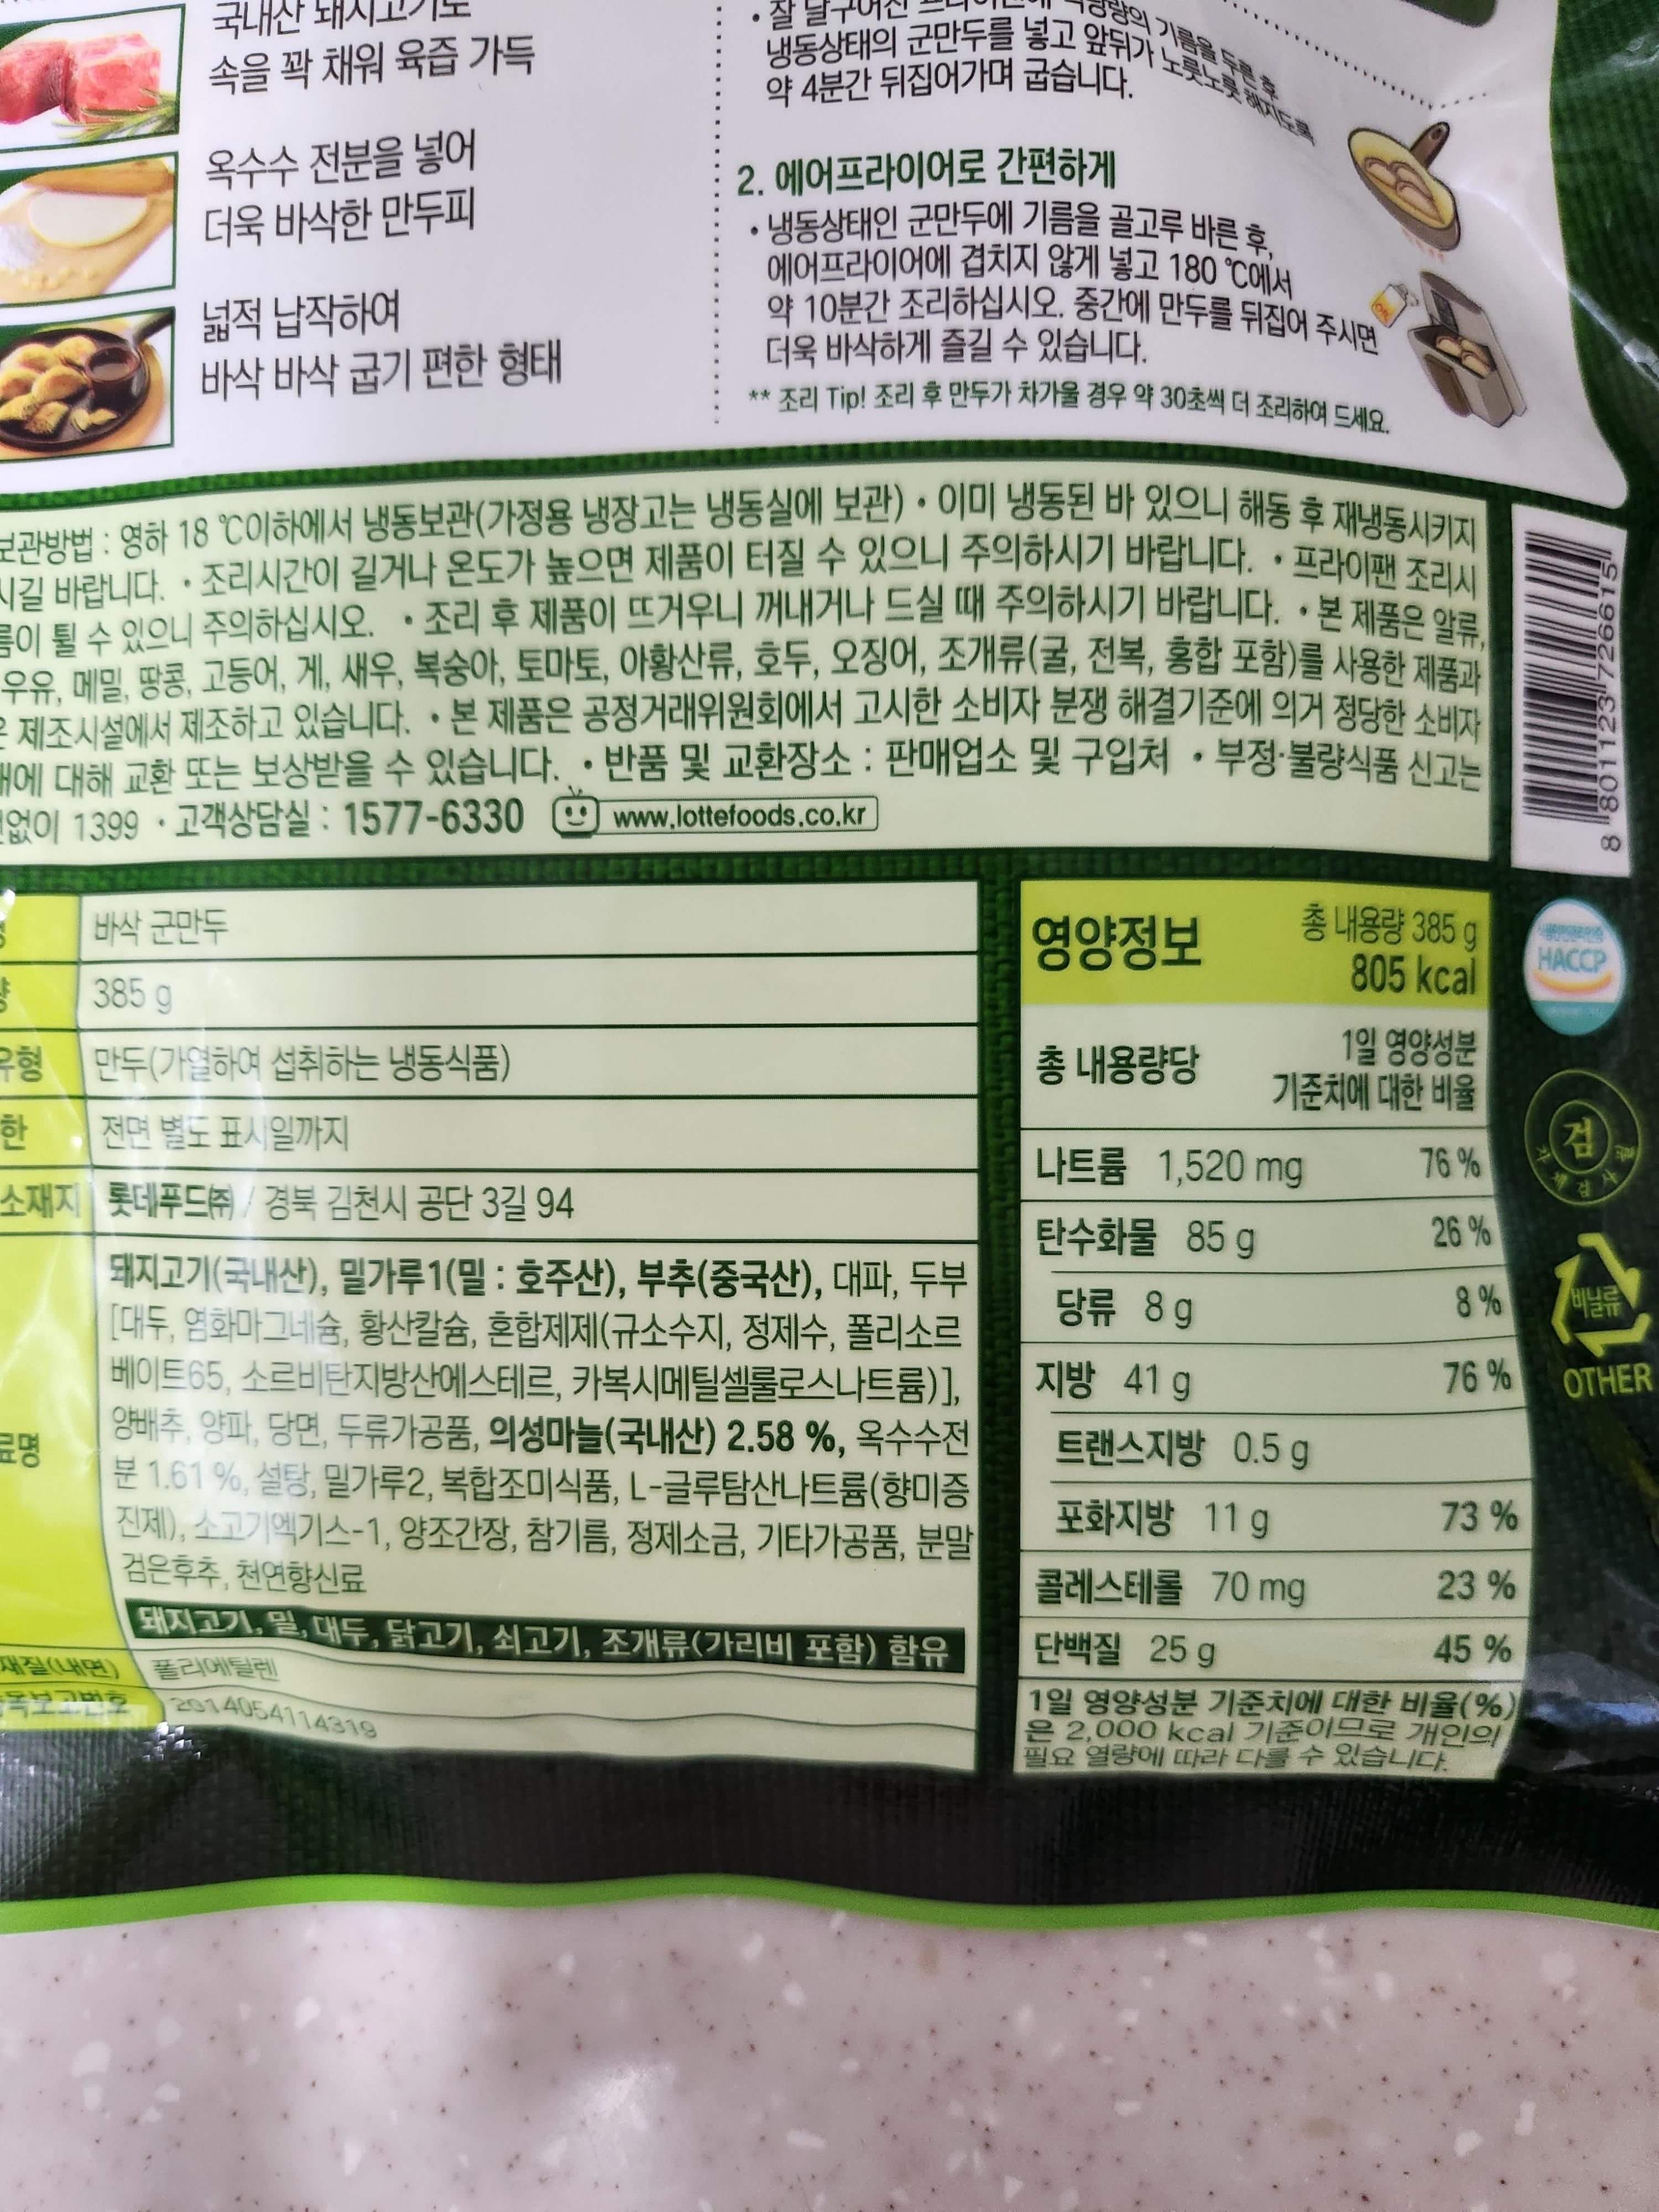 속을 꽉 채워 육즙 가득
옥수수 전분을 넣어
더욱 바삭한 만두피
넓적 납작하여
바삭 바삭 굽기 편한 형태
기름을 두른 후
냉동상태의 군만두를 넣고 앞뒤가 노릇노릇 해지도록
약 4분간 뒤집어가며 굽습니다.
2. 에어프라이어로 간편하게
• 냉동상태인 군만두에 기름을 골고루 바른 후,
에어프라이어에 겹치지 않게 넣고 180 ℃에서
약 10분간 조리하십시오. 중간에 만두를 뒤집어 주시면
더욱 바삭하게 즐길 수 있습니다.
** 조리 Tip! 조리 후 만두가 차가울 경우 약 30초씩 더 조리하여 드세요.
보관방법 : 영하 18 ℃이하에서 냉동보관(가정용 냉장고는 냉동실에 보관) • 이미 냉동된 바 있으니 해동 후 재냉동시키지
시길 바랍니다. • 조리시간이 길거나 온도가 높으면 제품이 터질 수 있으니 주의하시기 바랍니다. • 프라이팬 조리시
름이 튈 수 있으니 주의하십시오. • 조리 후 제품이 뜨거우니 꺼내거나 드실 때 주의하시기 바랍니다. • 본 제품은 알류,
우유, 메밀, 땅콩, 고등어, 게, 새우, 복숭아, 토마토, 아황산류, 호두, 오징어, 조개류(굴, 전복, 홍합 포함)를 사용한 제품과
제조시설에서 제조하고 있습니다. • 본 제품은 공정거래위원회에서 고시한 소비자 분쟁 해결기준에 의거 정당한 소비자
해에 대해 교환 또는 보상받을 수 있습니다. • 반품 및 교환장소 : 판매업소 및 구입처 • 부정·불량식품 신고는
없이 1399 • 고객상담실 : 1577-6330 www.lottefoods.co.kr
8 801123 726615
바삭 군만두
385 g
유형 만두(가열하여 섭취하는 냉동식품)
한 전면 별도 표시일까지
소재지 롯데푸드㈜ / 경북 김천시 공단 3길 94
돼지고기(국내산), 밀가루1(밀 : 호주산), 부추(중국산), 대파, 두부
[대두, 염화마그네슘, 황산칼슘, 혼합제제(규소수지, 정제수, 폴리소르
베이트65, 소르비탄지방산에스테르, 카복시메틸셀룰로스나트륨)],
양배추, 양파, 당면, 두류가공품, 의성마늘(국내산) 2.58 %, 옥수수전
료명 분 1.61 %, 설탕, 밀가루2, 복합조미식품, L-글루탐산나트륨(향미증
진제), 소고기엑기스-1, 양조간장, 참기름, 정제소금, 기타가공품, 분말
검은후추, 천연향신료
돼지고기, 밀, 대두, 닭고기, 쇠고기, 조개류(가리비 포함) 함유
재질(내면) 폴리에틸렌
목보고번호 2014054114319
영양정보
총 내용량 385 g
805 kcal
총 내용량당
1일 영양성분
기준치에 대한 비율
나트륨 1,520 mg 76 %
탄수화물 85 g 26 %
당류 8 g 8 %
지방 41 g 76 %
트랜스지방 0.5 g
포화지방 11 g 73 %
콜레스테롤 70 mg 23 %
단백질 25 g 45 %
1일 영양성분 기준치에 대한 비율(%)
은 2,000 kcal 기준이므로 개인의
필요 열량에 따라 다를 수 있습니다.
HACCP
검
비닐류
OTHER